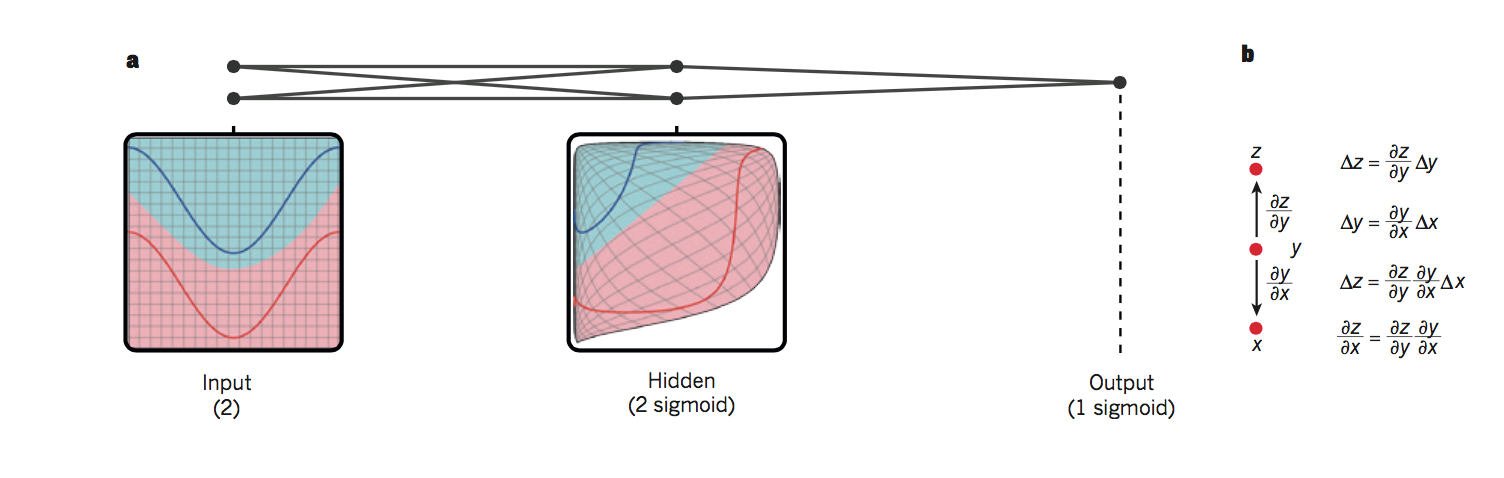 a
Input
(2)
Hidden
(2 sigmoid)
Output
(1 sigmoid)
b
z
∂z/∂y
y
∂y/∂x
x
Δz = ∂z/∂y Δy
Δy = ∂y/∂x Δx
Δz = ∂z/∂y ∂y/∂x Δx
∂z/∂x = ∂z/∂y ∂y/∂x